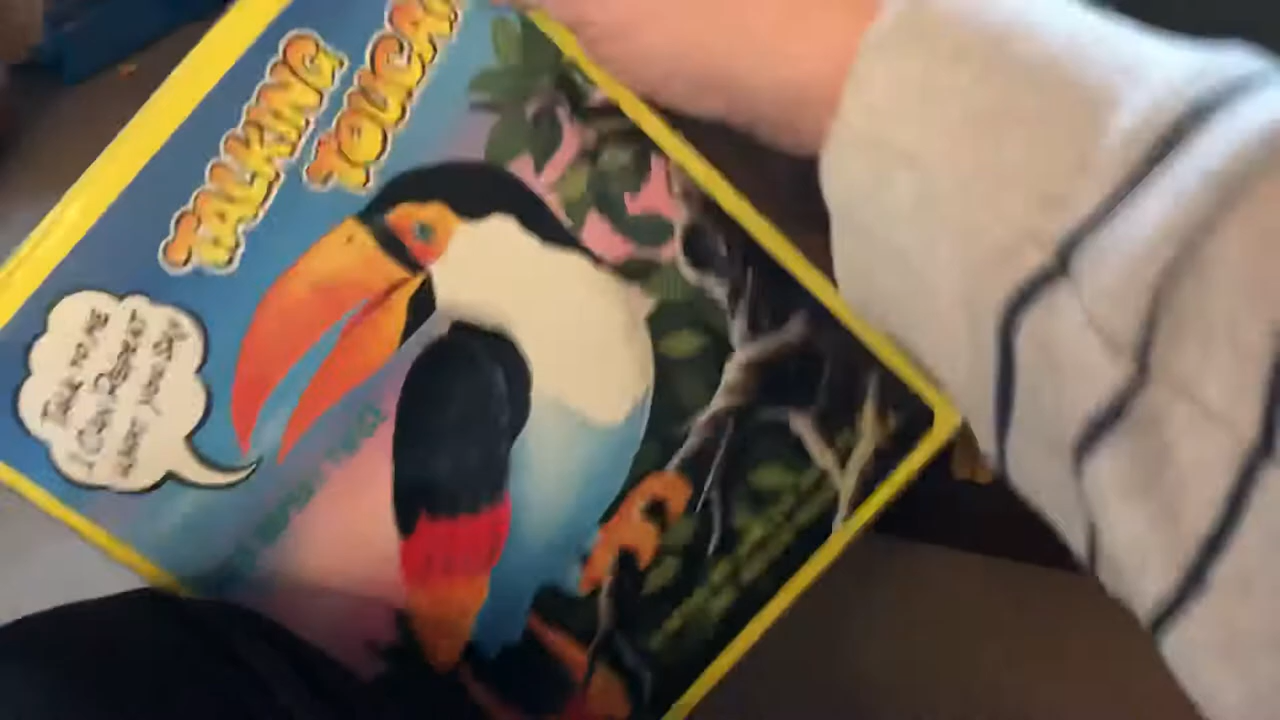 TALKING
TOUCAN
TALK TO ME
I CAN REPEAT
WHAT YOU SAY